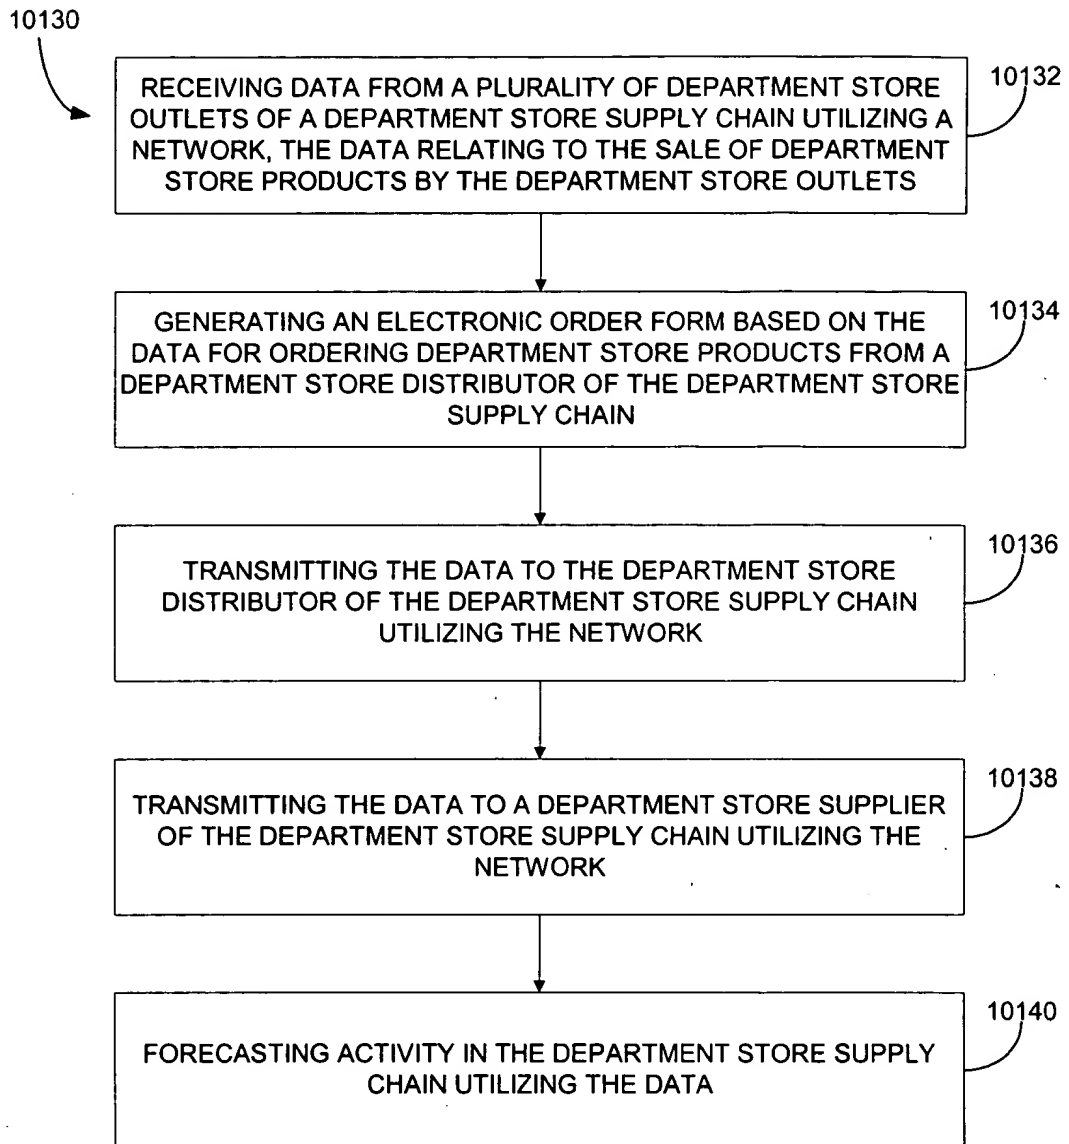 10130
RECEIVING DATA FROM A PLURALITY OF DEPARTMENT STORE
OUTLETS OF A DEPARTMENT STORE SUPPLY CHAIN UTILIZING A
NETWORK, THE DATA RELATING TO THE SALE OF DEPARTMENT
STORE PRODUCTS BY THE DEPARTMENT STORE OUTLETS
10132
GENERATING AN ELECTRONIC ORDER FORM BASED ON THE
DATA FOR ORDERING DEPARTMENT STORE PRODUCTS FROM A
DEPARTMENT STORE DISTRIBUTOR OF THE DEPARTMENT STORE
SUPPLY CHAIN
10134
TRANSMITTING THE DATA TO THE DEPARTMENT STORE
DISTRIBUTOR OF THE DEPARTMENT STORE SUPPLY CHAIN
UTILIZING THE NETWORK
10136
TRANSMITTING THE DATA TO A DEPARTMENT STORE SUPPLIER
OF THE DEPARTMENT STORE SUPPLY CHAIN UTILIZING THE
NETWORK
10138
FORECASTING ACTIVITY IN THE DEPARTMENT STORE SUPPLY
CHAIN UTILIZING THE DATA
10140